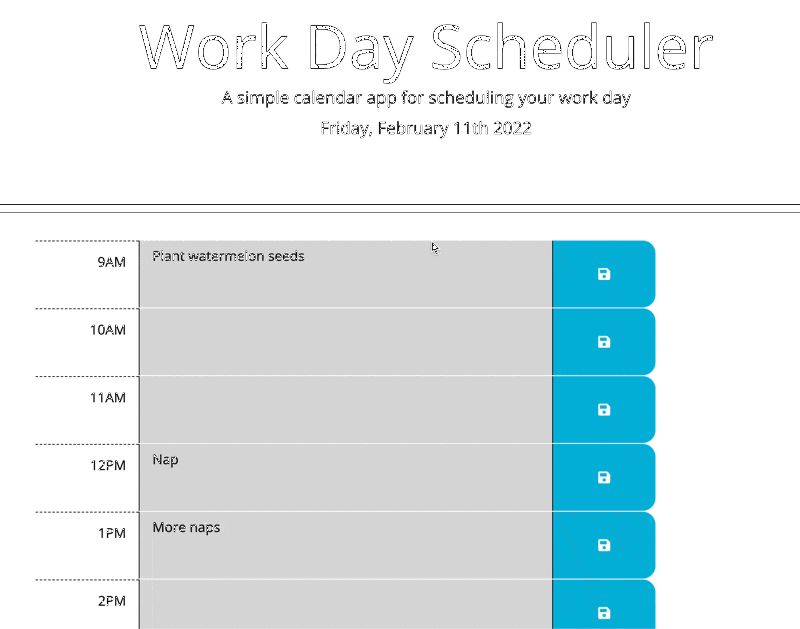 Work Day Scheduler
A simple calendar app for scheduling your work day
Friday, February 11th 2022
9AM
Plant watermelon seeds
10AM
11AM
12PM
Nap
1PM
More naps
2PM